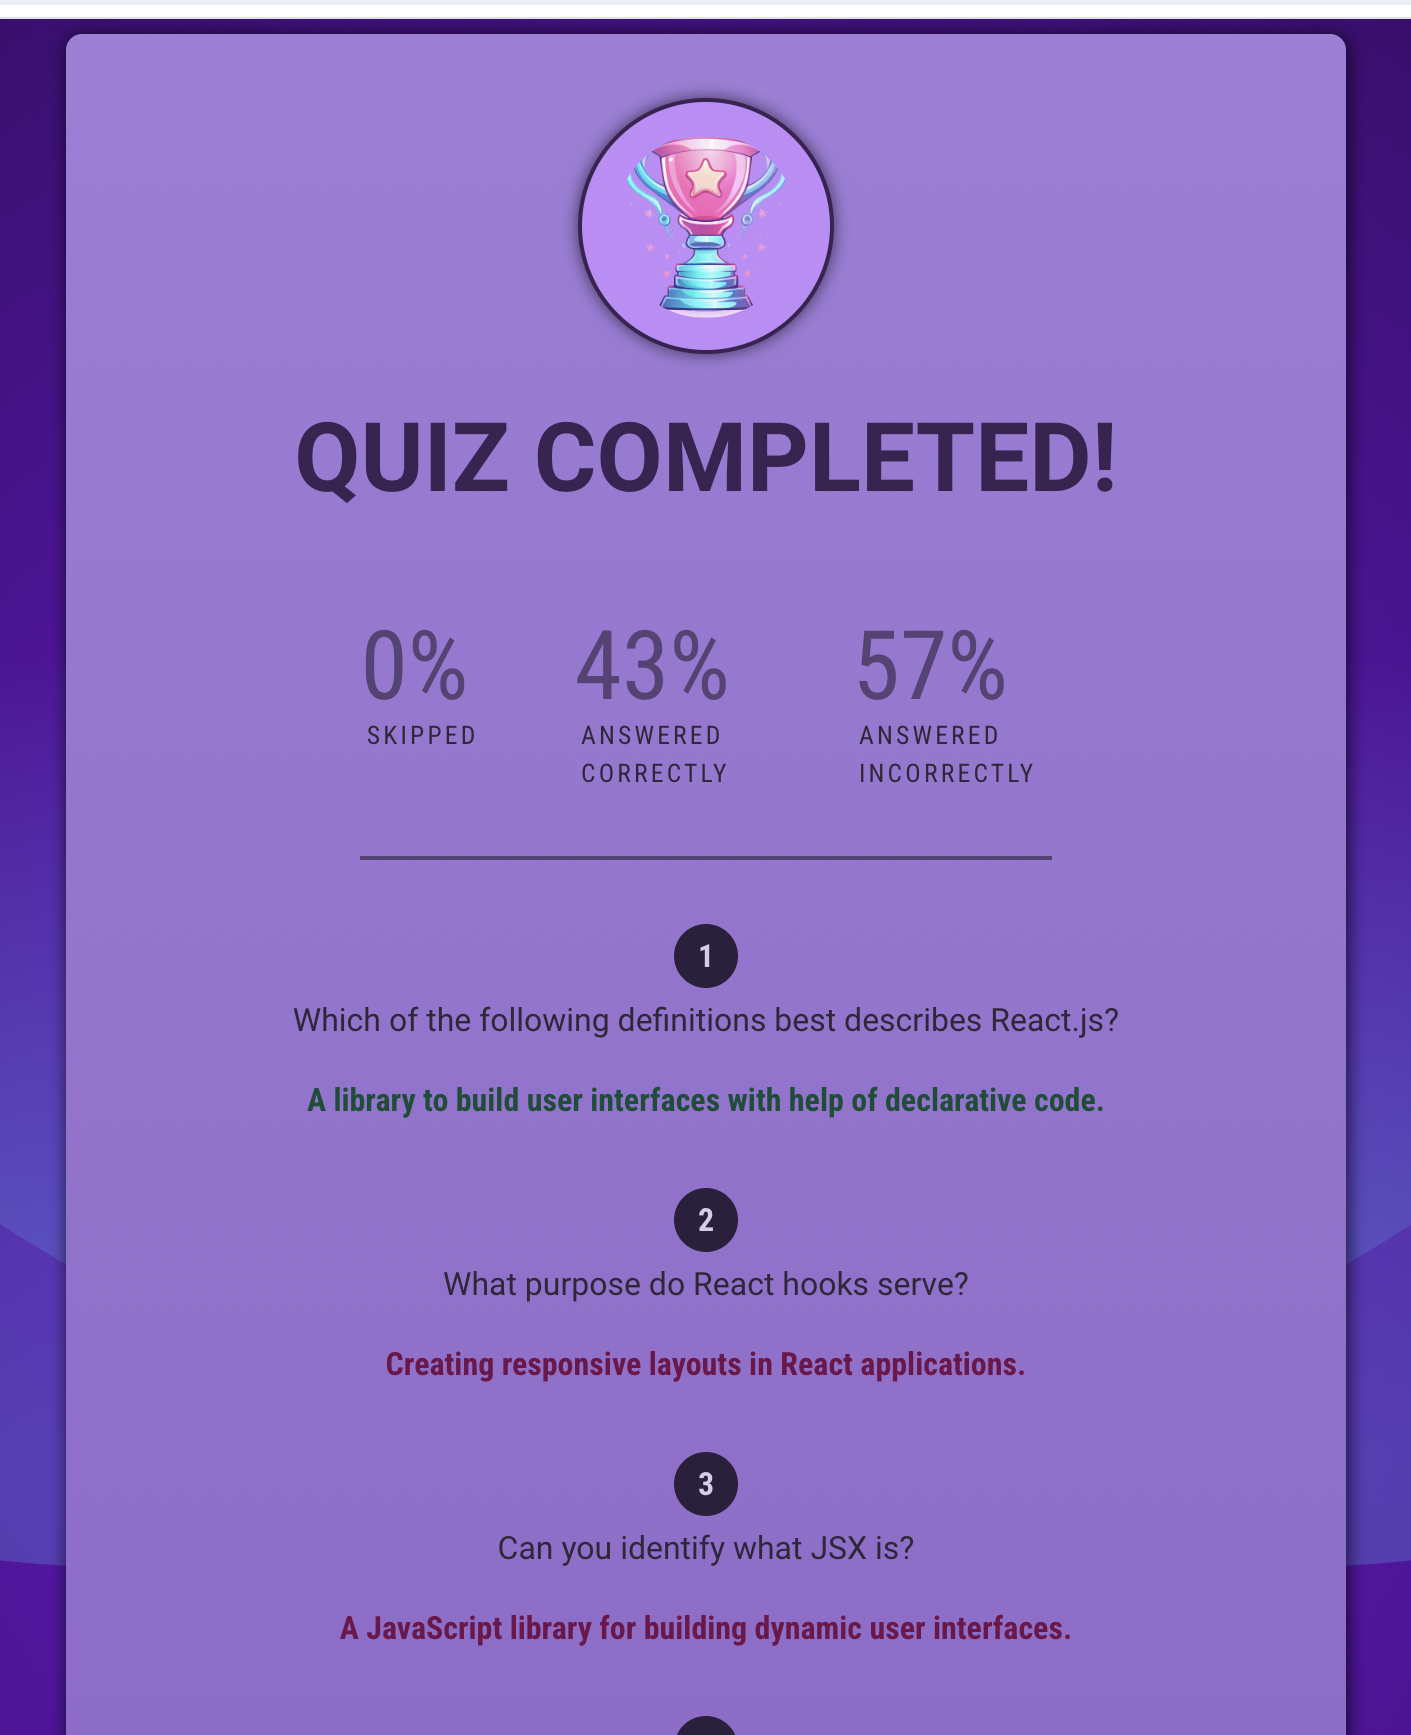 QUIZ COMPLETED!
0% 43% 57%
SKIPPED ANSWERED CORRECTLY ANSWERED INCORRECTLY
1
Which of the following definitions best describes React.js?
A library to build user interfaces with help of declarative code.
2
What purpose do React hooks serve?
Creating responsive layouts in React applications.
3
Can you identify what JSX is?
A JavaScript library for building dynamic user interfaces.